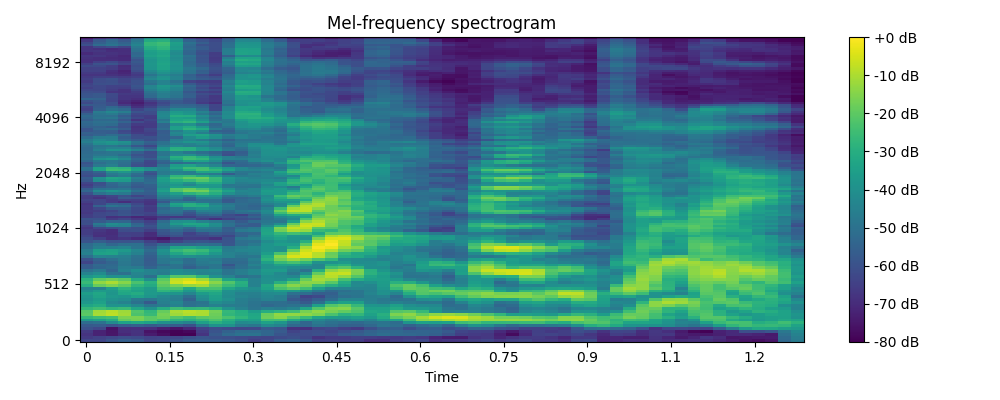 Mel-frequency spectrogram
Hz
8192
4096
2048
1024
512
0
0 0.15 0.3 0.45 0.6 0.75 0.9 1.1 1.2
Time
+0 dB
-10 dB
-20 dB
-30 dB
-40 dB
-50 dB
-60 dB
-70 dB
-80 dB